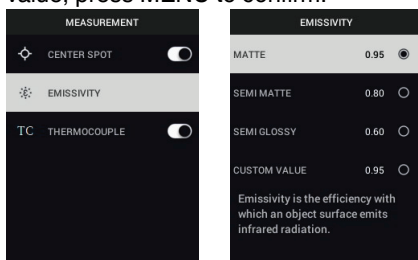 value, press MENU to confirm.
MEASUREMENT
CENTER SPOT
EMISSIVITY
TC THERMOCOUPLE
EMISSIVITY
MATTE 0.95
SEMI MATTE 0.80
SEMI GLOSSY 0.60
CUSTOM VALUE 0.95
Emissivity is the efficiency with
which an object surface emits
infrared radiation.